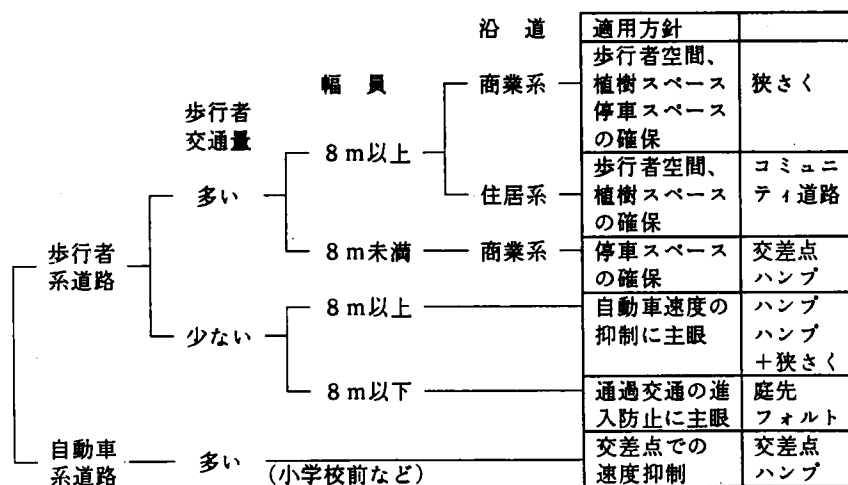 沿 道
適用方針
幅 員
歩行者
交通量
歩行者
系道路
多い
8m以上
商業系
歩行者空間、
植樹スペース
停車スペース
の確保
狭さく
住居系
歩行者空間、
植樹スペース
の確保
コミュニ
ティ道路
8m未満
商業系
停車スペース
の確保
交差点
ハンプ
少ない
8m以上
自動車速度の
抑制に主眼
ハンプ
ハンプ
+狭さく
8m以下
通過交通の進
入防止に主眼
庭先
フォルト
自動車
系道路
多い
(小学校前など)
交差点での
速度抑制
交差点
ハンプ